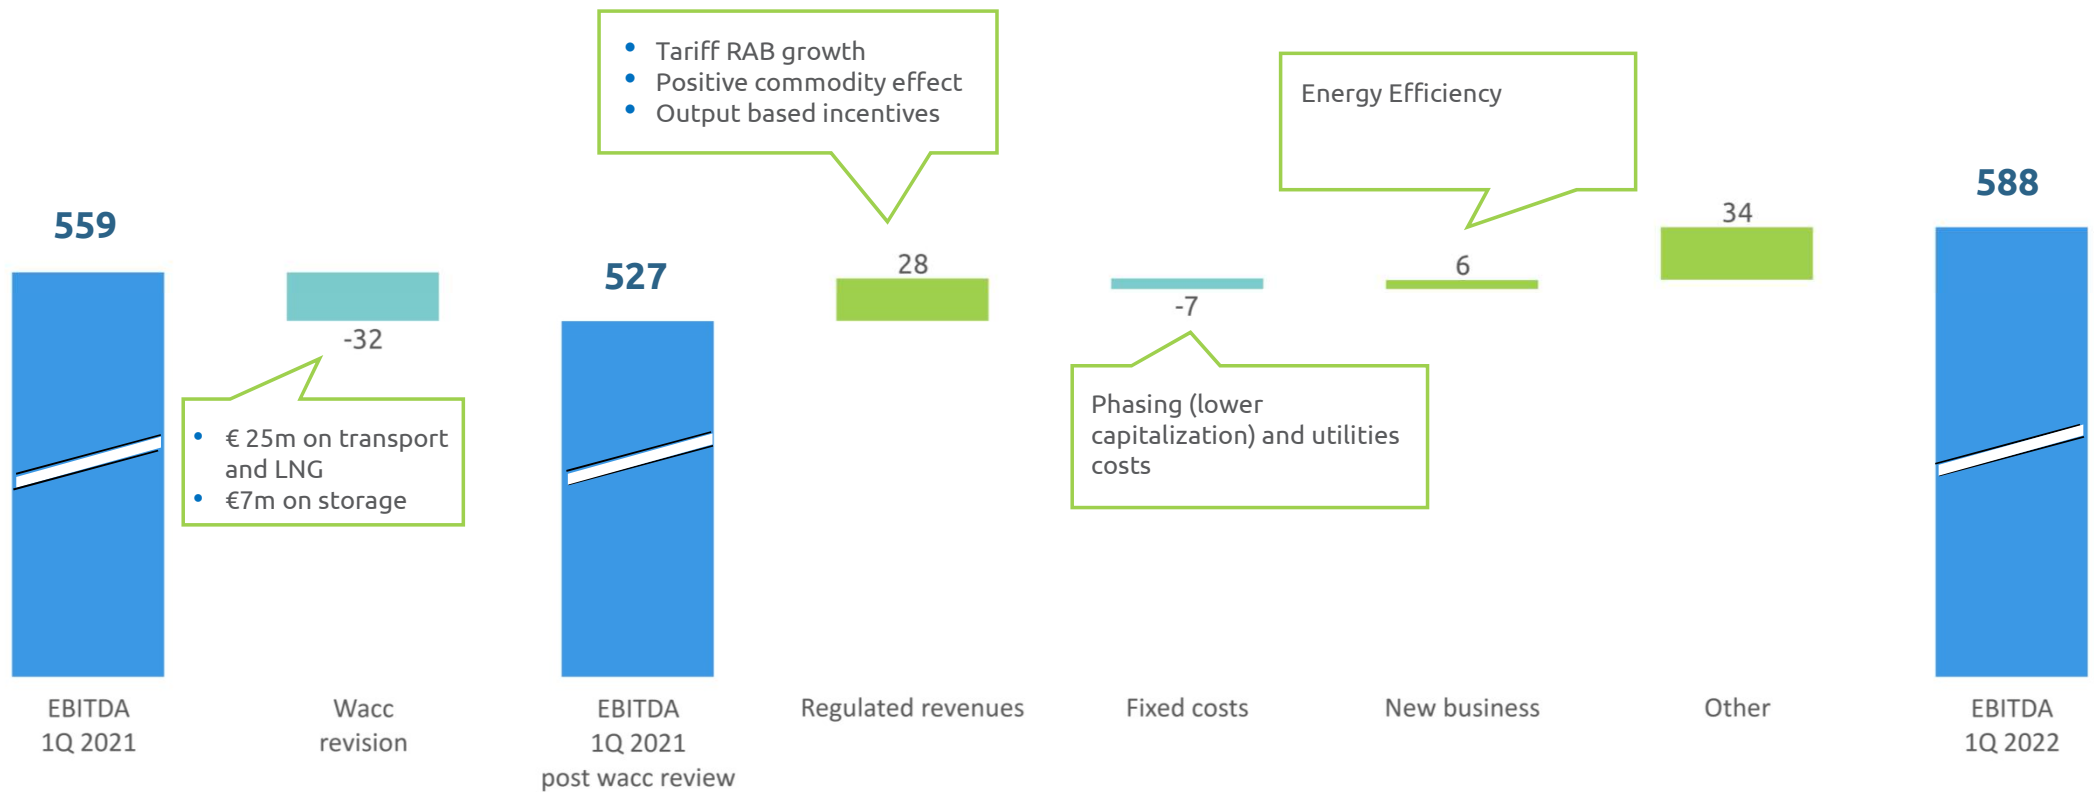 • Tariff RAB growth
• Positive commodity effect
• Output based incentives
Energy Efficiency
559
-32
• € 25m on transport
and LNG
• €7m on storage
527
28
-7
Phasing (lower
capitalization) and utilities
costs
6
34
588
EBITDA
1Q 2021
Wacc
revision
EBITDA
1Q 2021
post wacc review
Regulated revenues
Fixed costs
New business
Other
EBITDA
1Q 2022